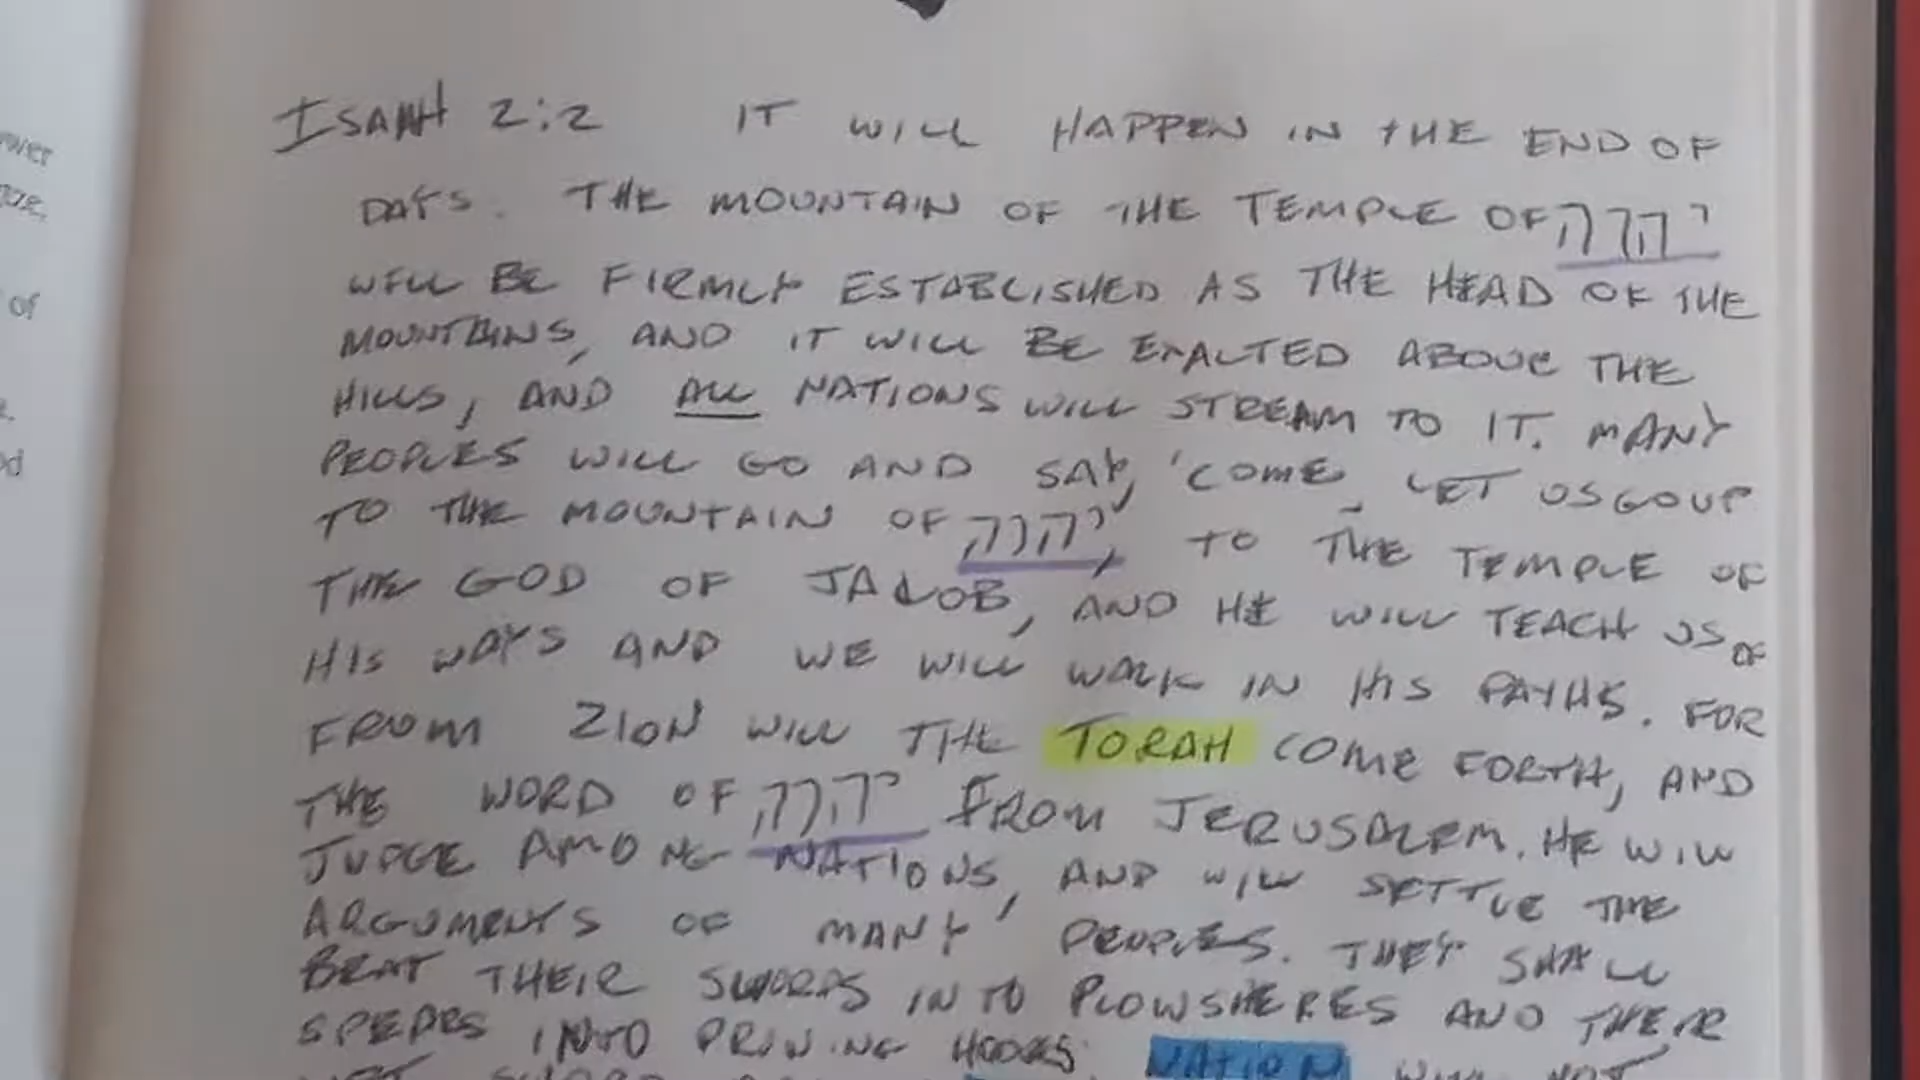 ower
of
ISAIAH 2:2 IT WILL HAPPEN IN THE END OF
DAYS. THE MOUNTAIN OF THE TEMPLE OF יהוה
WILL BE FIRMLY ESTABLISHED AS THE HEAD OF THE
MOUNTAINS, AND IT WILL BE EXALTED ABOVE THE
HILLS, AND ALL NATIONS WILL STREAM TO IT. MANY
PEOPLES WILL GO AND SAY, 'COME, LET US GO UP
TO THE MOUNTAIN OF יהוה, TO THE TEMPLE OF
THE GOD OF JACOB, AND HE WILL TEACH US OF
HIS WAYS AND WE WILL WALK IN HIS PATHS. FOR
FROM ZION WILL THE TORAH COME FORTH, AND
THE WORD OF יהוה FROM JERUSALEM. HE WILL
JUDGE AMONG NATIONS, AND WILL SETTLE THE
ARGUMENTS OF MANY PEOPLES. THEY SHALL
BEAT THEIR SWORDS INTO PLOWSHERES AND THEIR
SPEARS INTO PRUNING HOOKS. NATION WILL NOT
SWORD